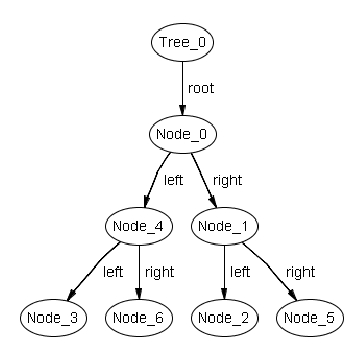 Tree_0
root
Node_0
left right
Node_4 Node_1
left right left right
Node_3 Node_6 Node_2 Node_5